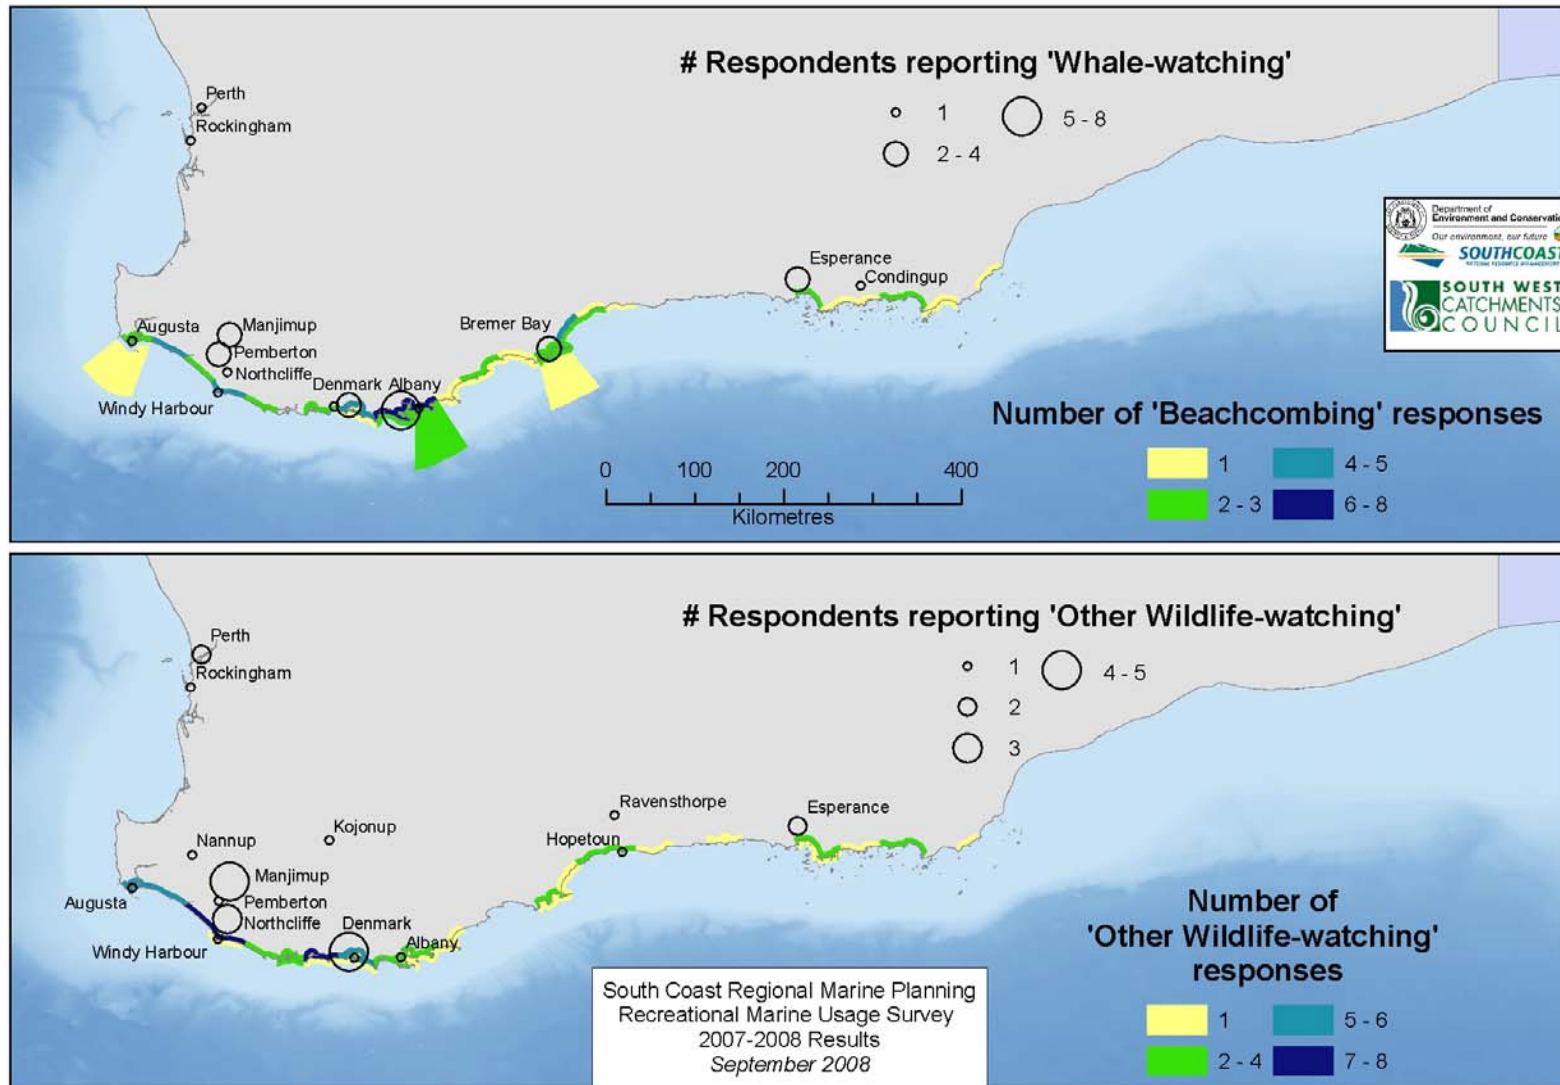 # Respondents reporting 'Whale-watching'
1
5 - 8
2 - 4
Perth
Rockingham
Department of
Environment and Conservatio
Our environment, our future
SOUTHCOAST
SOUTH WEST
CATCHMENTS
COUNCIL
Esperance
Condingup
Augusta
Manjimup
Pemberton
Northcliffe
Windy Harbour
Denmark
Albany
Bremer Bay
Number of 'Beachcombing' responses
1
4 - 5
2 - 3
6 - 8
0 100 200 400
Kilometres
# Respondents reporting 'Other Wildlife-watching'
1
4 - 5
2
3
Perth
Rockingham
Ravensthorpe
Esperance
Hopetoun
Kojonup
Nannup
Manjimup
Augusta
Pemberton
Northcliffe
Denmark
Windy Harbour
Albany
Number of
'Other Wildlife-watching'
responses
1
5 - 6
2 - 4
7 - 8
South Coast Regional Marine Planning
Recreational Marine Usage Survey
2007-2008 Results
September 2008